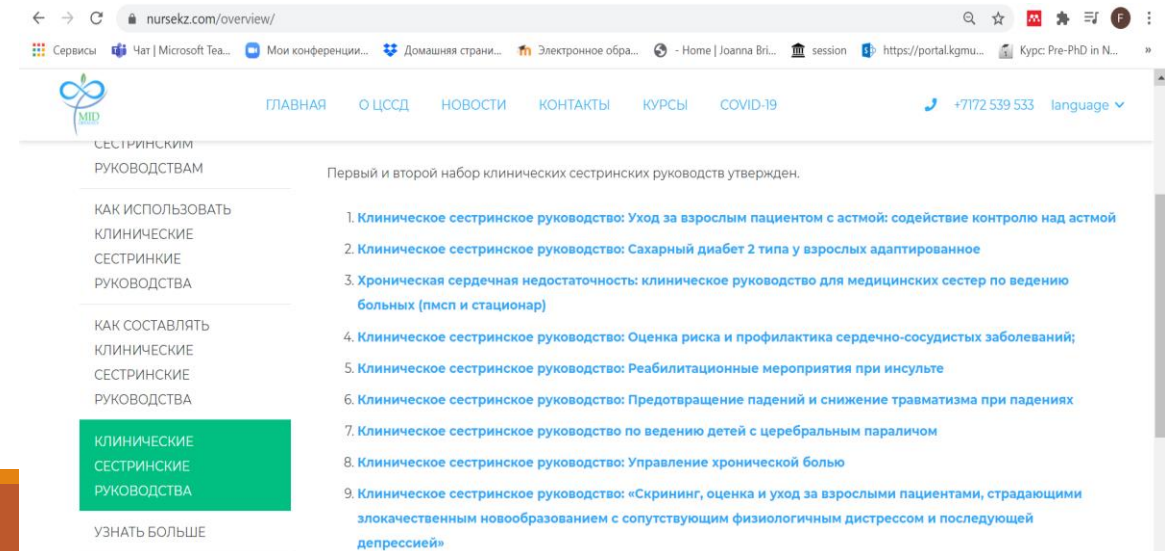 nursekz.com/overview/
Сервисы Чат | Microsoft Tea... Мои конференции... Домашняя страни... Электронное обра... - Home | Joanna Bri... session https://portal.kgmu... Курс: Pre-PhD in N... »
MID
ГЛАВНАЯ О ЦССД НОВОСТИ КОНТАКТЫ КУРСЫ COVID-19 +7172 539 533 language
СЕСТРИНСКИМ
РУКОВОДСТВАМ
КАК ИСПОЛЬЗОВАТЬ
КЛИНИЧЕСКИЕ
СЕСТРИНКИЕ
РУКОВОДСТВА
КАК СОСТАВЛЯТЬ
КЛИНИЧЕСКИЕ
СЕСТРИНСКИЕ
РУКОВОДСТВА
КЛИНИЧЕСКИЕ
СЕСТРИНСКИЕ
РУКОВОДСТВА
УЗНАТЬ БОЛЬШЕ
Первый и второй набор клинических сестринских руководств утвержден.
1. Клиническое сестринское руководство: Уход за взрослым пациентом с астмой: содействие контролю над астмой
2. Клиническое сестринское руководство: Сахарный диабет 2 типа у взрослых адаптированное
3. Хроническая сердечная недостаточность: клиническое руководство для медицинских сестер по ведению
больных (пмсп и стационар)
4. Клиническое сестринское руководство: Оценка риска и профилактика сердечно-сосудистых заболеваний;
5. Клиническое сестринское руководство: Реабилитационные мероприятия при инсульте
6. Клиническое сестринское руководство: Предотвращение падений и снижение травматизма при падениях
7. Клиническое сестринское руководство по ведению детей с церебральным параличом
8. Клиническое сестринское руководство: Управление хронической болью
9. Клиническое сестринское руководство: «Скрининг, оценка и уход за взрослыми пациентами, страдающими
злокачественным новообразованием с сопутствующим физиологичным дистрессом и последующей
депрессией»